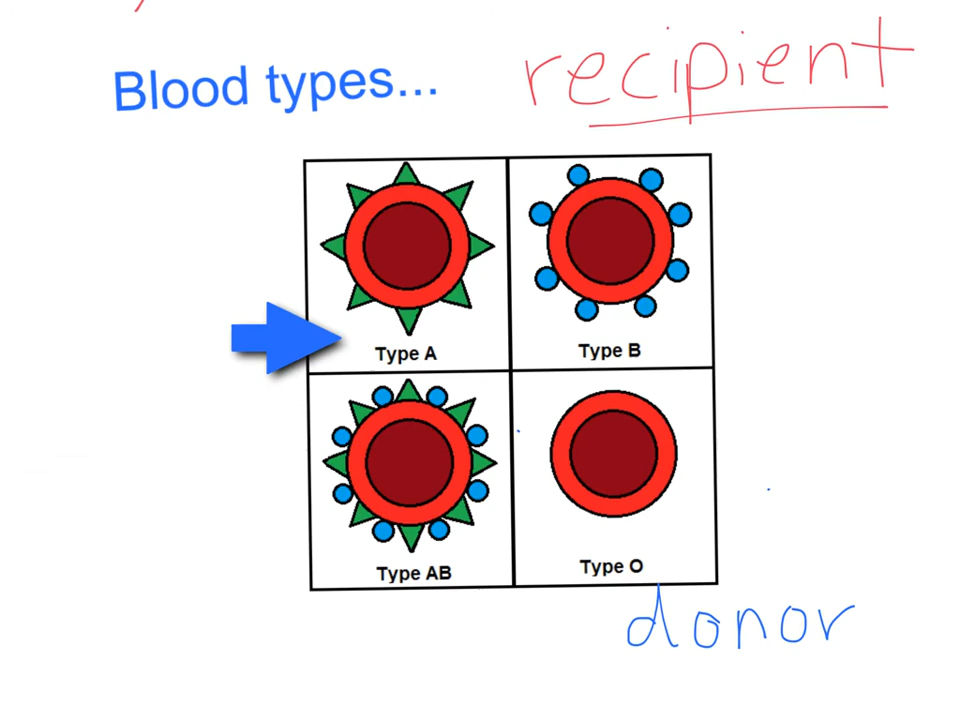 Blood types...
recipient
Type A
Type B
Type AB
Type O
donor